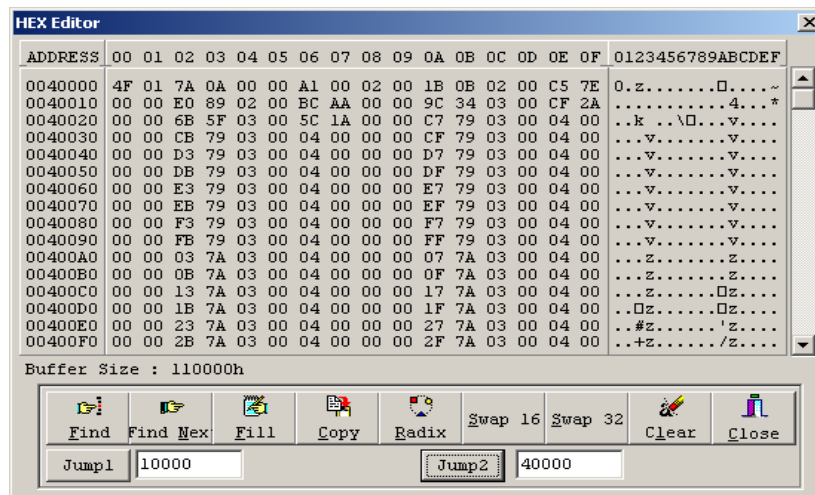 HEX Editor
ADDRESS 00 01 02 03 04 05 06 07 08 09 0A 0B 0C 0D 0E 0F 0123456789ABCDEF
0040000 4F 01 7A 0A 00 00 A1 00 02 00 1B 0B 02 00 C5 7E O.z.......□....~
0040010 00 00 E0 89 02 00 BC AA 00 00 9C 34 03 00 CF 2A ...........4...*
0040020 00 00 6B 5F 03 00 5C 1A 00 00 C7 79 03 00 04 00 ..k ..\□...v....
0040030 00 00 CB 79 03 00 04 00 00 00 CF 79 03 00 04 00 ...v.......v....
0040040 00 00 D3 79 03 00 04 00 00 00 D7 79 03 00 04 00 ...v.......v....
0040050 00 00 DB 79 03 00 04 00 00 00 DF 79 03 00 04 00 ...v.......v....
0040060 00 00 E3 79 03 00 04 00 00 00 E7 79 03 00 04 00 ...v.......v....
0040070 00 00 EB 79 03 00 04 00 00 00 EF 79 03 00 04 00 ...v.......v....
0040080 00 00 F3 79 03 00 04 00 00 00 F7 79 03 00 04 00 ...v.......v....
0040090 00 00 FB 79 03 00 04 00 00 00 FF 79 03 00 04 00 ...v.......v....
00400A0 00 00 03 7A 03 00 04 00 00 00 07 7A 03 00 04 00 ...z.......z....
00400B0 00 00 0B 7A 03 00 04 00 00 00 0F 7A 03 00 04 00 ...z.......z....
00400C0 00 00 13 7A 03 00 04 00 00 00 17 7A 03 00 04 00 ...z......□z....
00400D0 00 00 1B 7A 03 00 04 00 00 00 1F 7A 03 00 04 00 ..□z......□z....
00400E0 00 00 23 7A 03 00 04 00 00 00 27 7A 03 00 04 00 ..#z......'z....
00400F0 00 00 2B 7A 03 00 04 00 00 00 2F 7A 03 00 04 00 ..+z....../z....
Buffer Size : 110000h
Find Find Nex Fill Copy Radix Swap 16 Swap 32 Clear Close
Jump1 10000 Jump2 40000